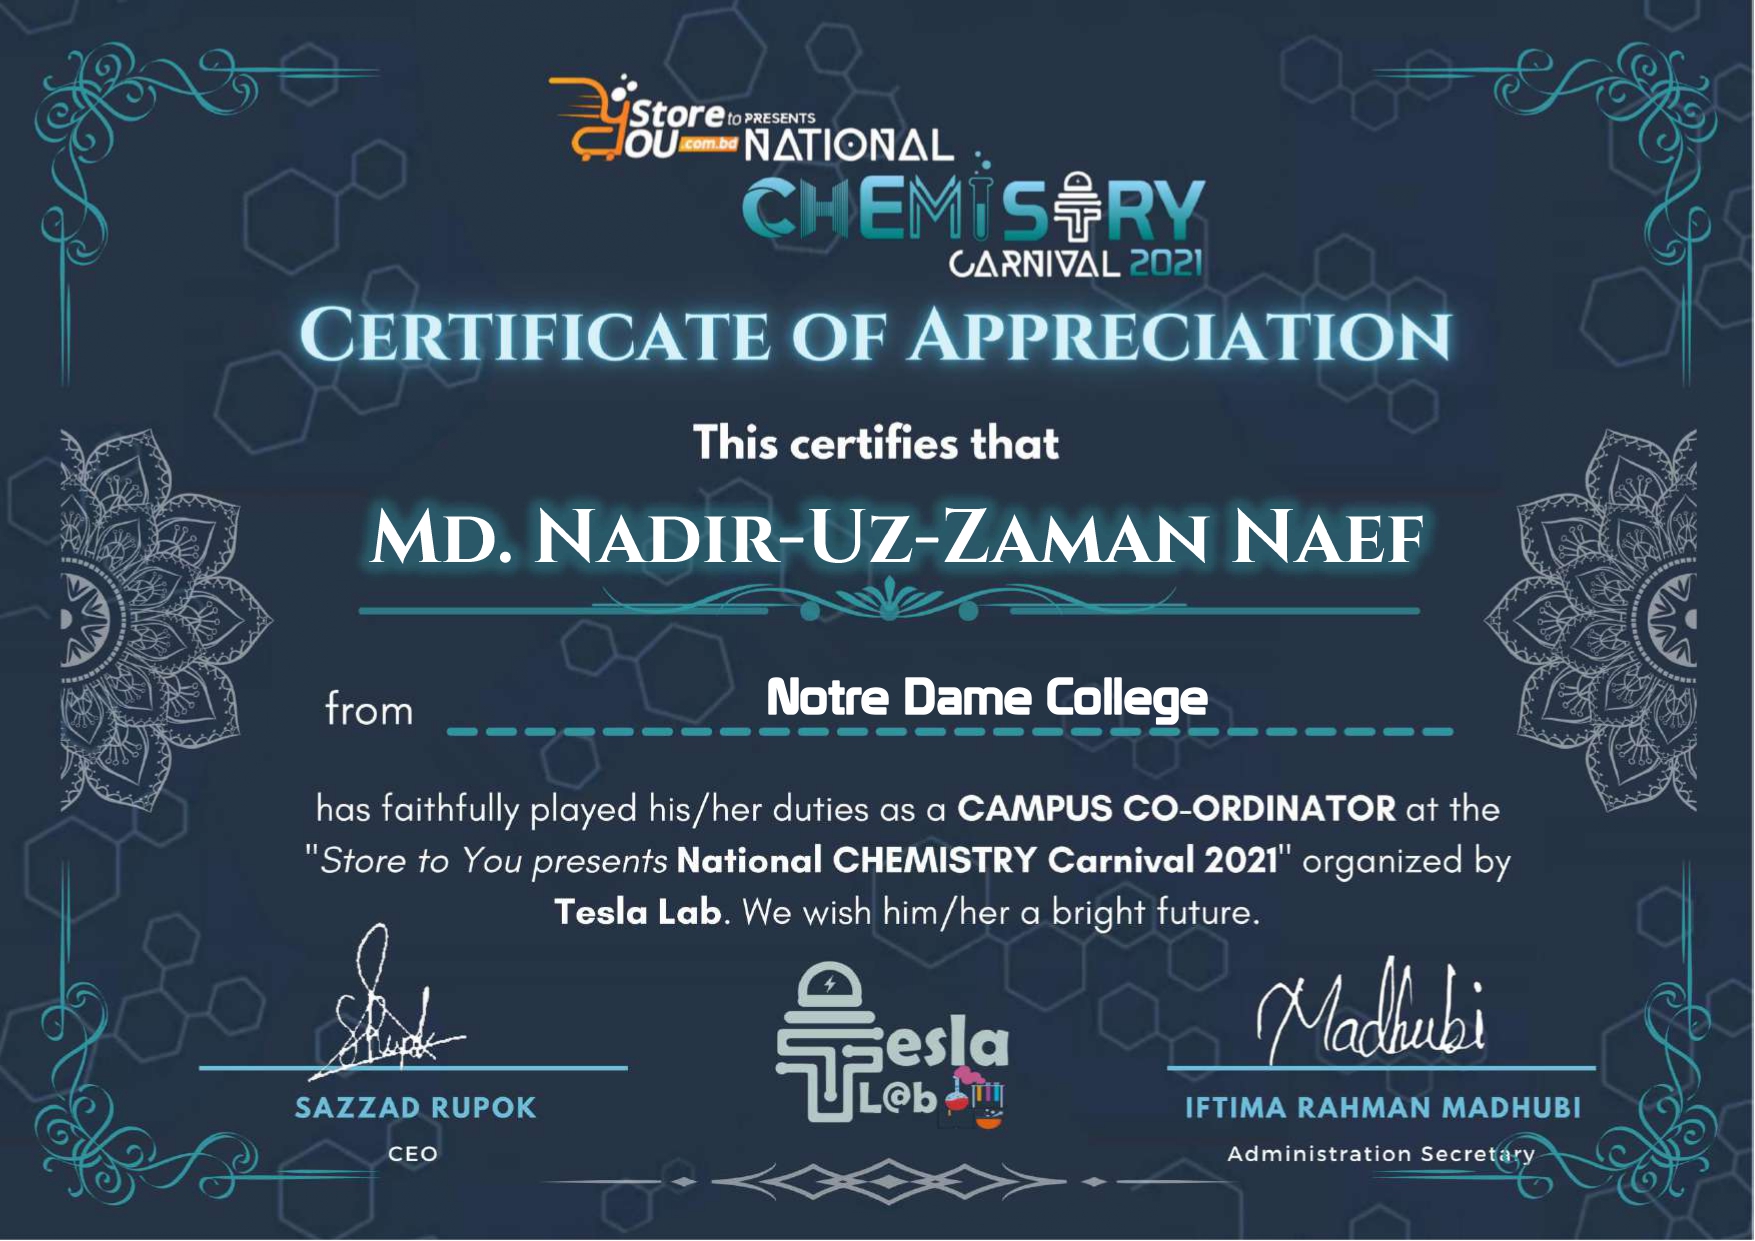 Store to PRESENTS
YOU .com.bd NATIONAL
CHEMISTRY
CARNIVAL 2021
CERTIFICATE OF APPRECIATION
This certifies that
MD. NADIR-UZ-ZAMAN NAEF
from Notre Dame College
has faithfully played his/her duties as a CAMPUS CO-ORDINATOR at the
"Store to You presents National CHEMISTRY Carnival 2021" organized by
Tesla Lab. We wish him/her a bright future.
Rupok
Madhubi
Tesla
L@b
SAZZAD RUPOK
CEO
IFTIMA RAHMAN MADHUBI
Administration Secretary